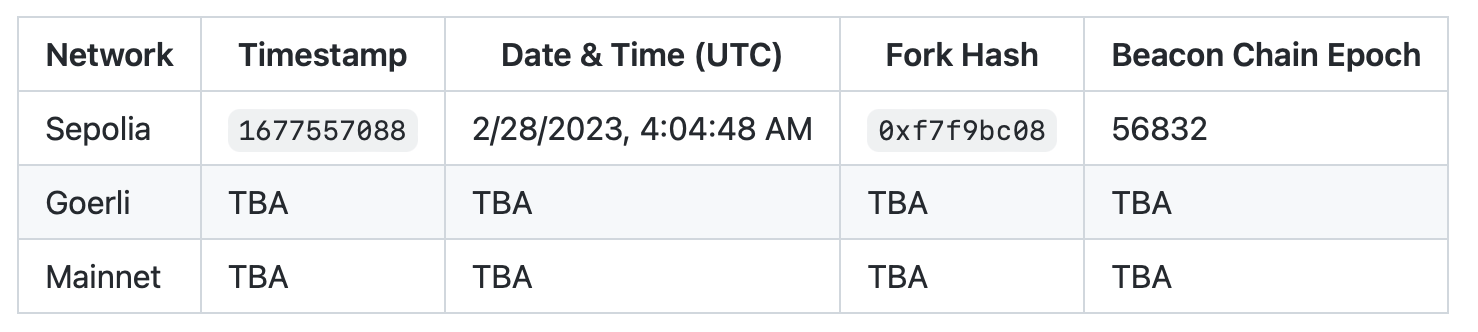 Network Timestamp Date & Time (UTC) Fork Hash Beacon Chain Epoch
Sepolia 1677557088 2/28/2023, 4:04:48 AM 0xf7f9bc08 56832
Goerli TBA TBA TBA TBA
Mainnet TBA TBA TBA TBA